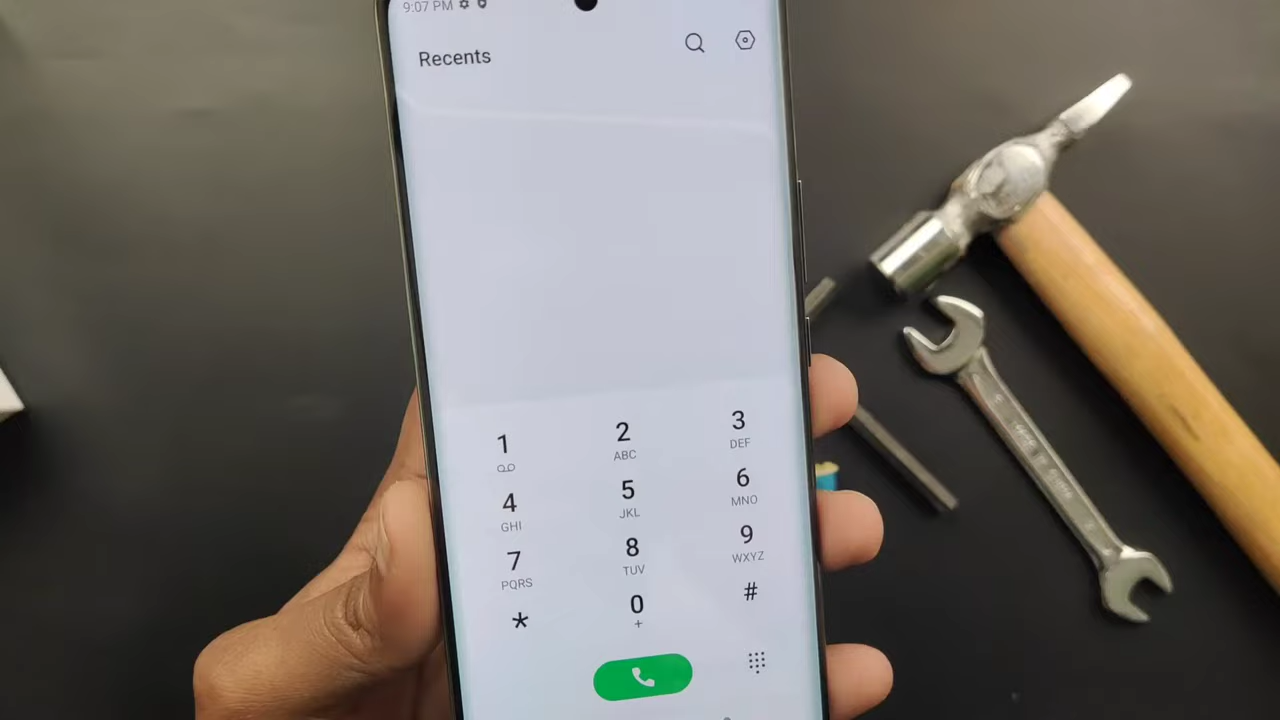 9:07 PM
Recents
1 2 3
ABC DEF
4 5 6
GHI JKL MNO
7 8 9
PQRS TUV WXYZ
* 0 #
+